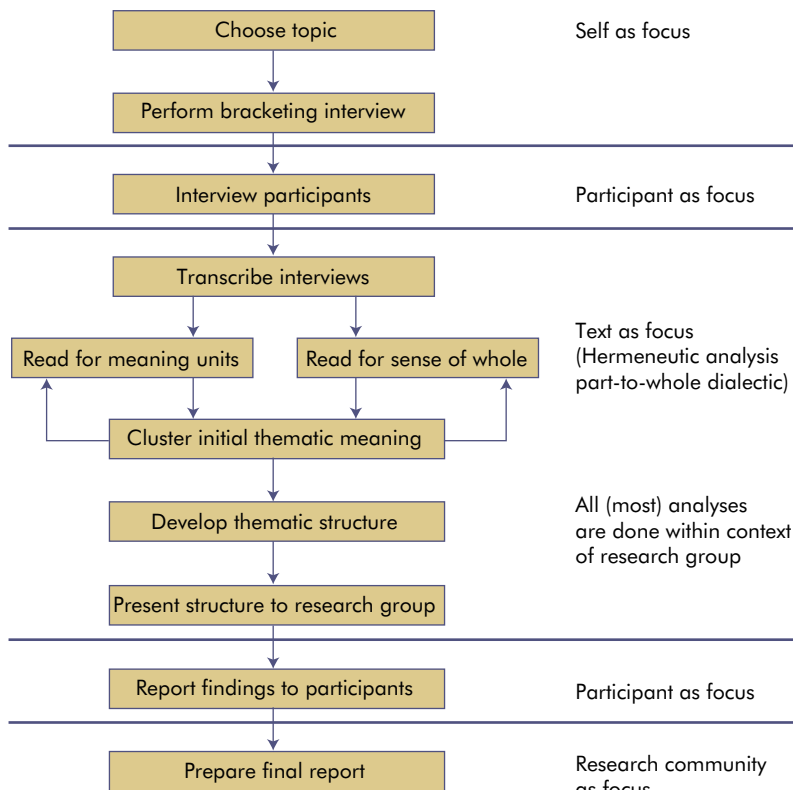 Choose topic
Self as focus
Perform bracketing interview
Interview participants
Participant as focus
Transcribe interviews
Read for meaning units
Read for sense of whole
Text as focus
(Hermeneutic analysis
part-to-whole dialectic)
Cluster initial thematic meaning
Develop thematic structure
All (most) analyses
are done within context
of research group
Present structure to research group
Report findings to participants
Participant as focus
Prepare final report
Research community
as focus